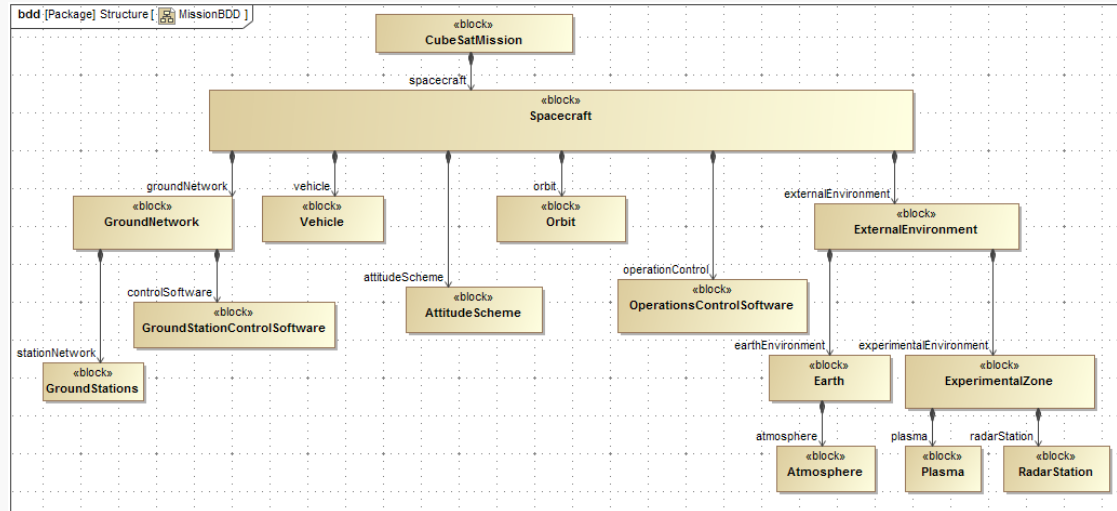 bdd [Package] Structure [ MissionBDD ]
«block»
CubeSatMission
spacecraft
«block»
Spacecraft
groundNetwork
vehicle
orbit
externalEnvironment
«block»
GroundNetwork
«block»
Vehicle
«block»
Orbit
«block»
ExternalEnvironment
attitudeScheme
operationControl
controlSoftware
«block»
GroundStationControlSoftware
«block»
AttitudeScheme
«block»
OperationsControlSoftware
stationNetwork
earthEnvironment
experimentalEnvironment
«block»
GroundStations
«block»
Earth
«block»
ExperimentalZone
atmosphere
plasma
radarStation
«block»
Atmosphere
«block»
Plasma
«block»
RadarStation